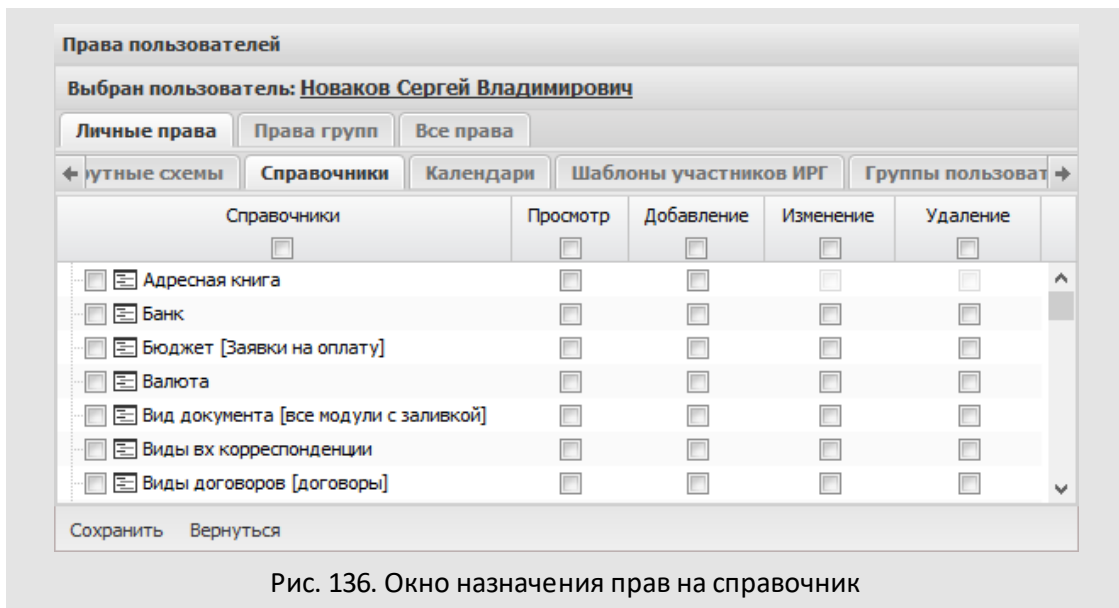 Права пользователей
Выбран пользователь: Новаков Сергей Владимирович
Личные права Права групп Все права
рутные схемы Справочники Календари Шаблоны участников ИРГ Группы пользоват
Справочники Просмотр Добавление Изменение Удаление
Адресная книга
Банк
Бюджет [Заявки на оплату]
Валюта
Вид документа [все модули с заливкой]
Виды вх корреспонденции
Виды договоров [договоры]
Сохранить Вернуться
Рис. 136. Окно назначения прав на справочник